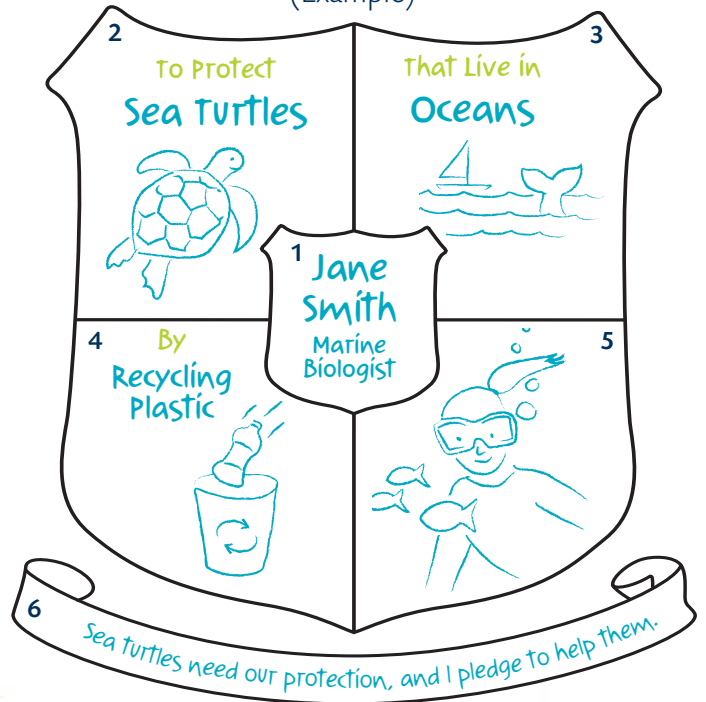 (Example)
2
To Protect
Sea Turtles
3
That Live in
Oceans
1
Jane
Smith
Marine
Biologist
4
By
Recycling
Plastic
5
6
Sea turtles need our protection, and I pledge to help them.